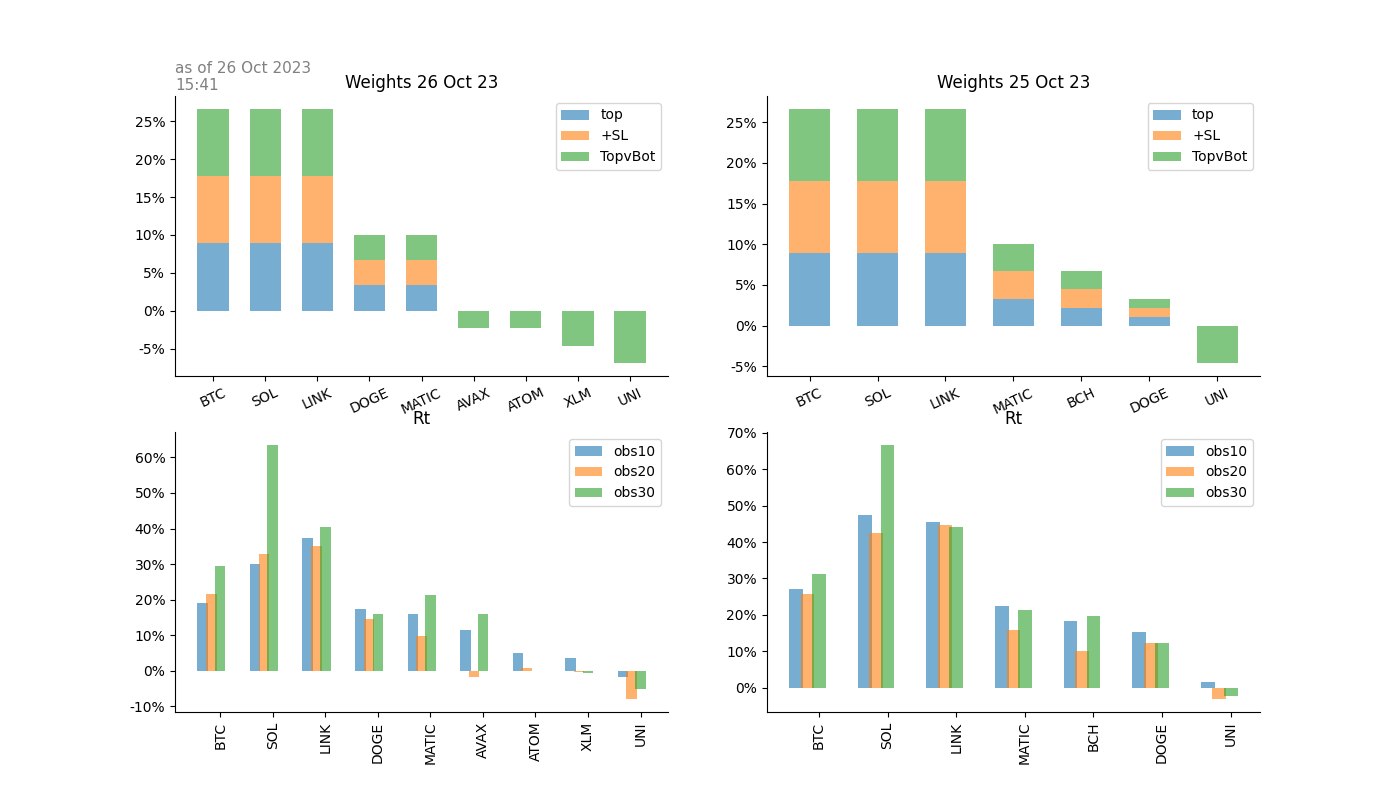 as of 26 Oct 2023
15:41
Weights 26 Oct 23
25%
20%
15%
10%
5%
0%
-5%
top
+SL
TopvBot
BTC
SOL
LINK
DOGE
MATIC
AVAX
ATOM
XLM
UNI
Weights 25 Oct 23
25%
20%
15%
10%
5%
0%
-5%
top
+SL
TopvBot
BTC
SOL
LINK
MATIC
BCH
DOGE
UNI
Rt
60%
50%
40%
30%
20%
10%
0%
-10%
obs10
obs20
obs30
BTC
SOL
LINK
DOGE
MATIC
AVAX
ATOM
XLM
UNI
Rt
70%
60%
50%
40%
30%
20%
10%
0%
obs10
obs20
obs30
BTC
SOL
LINK
MATIC
BCH
DOGE
UNI